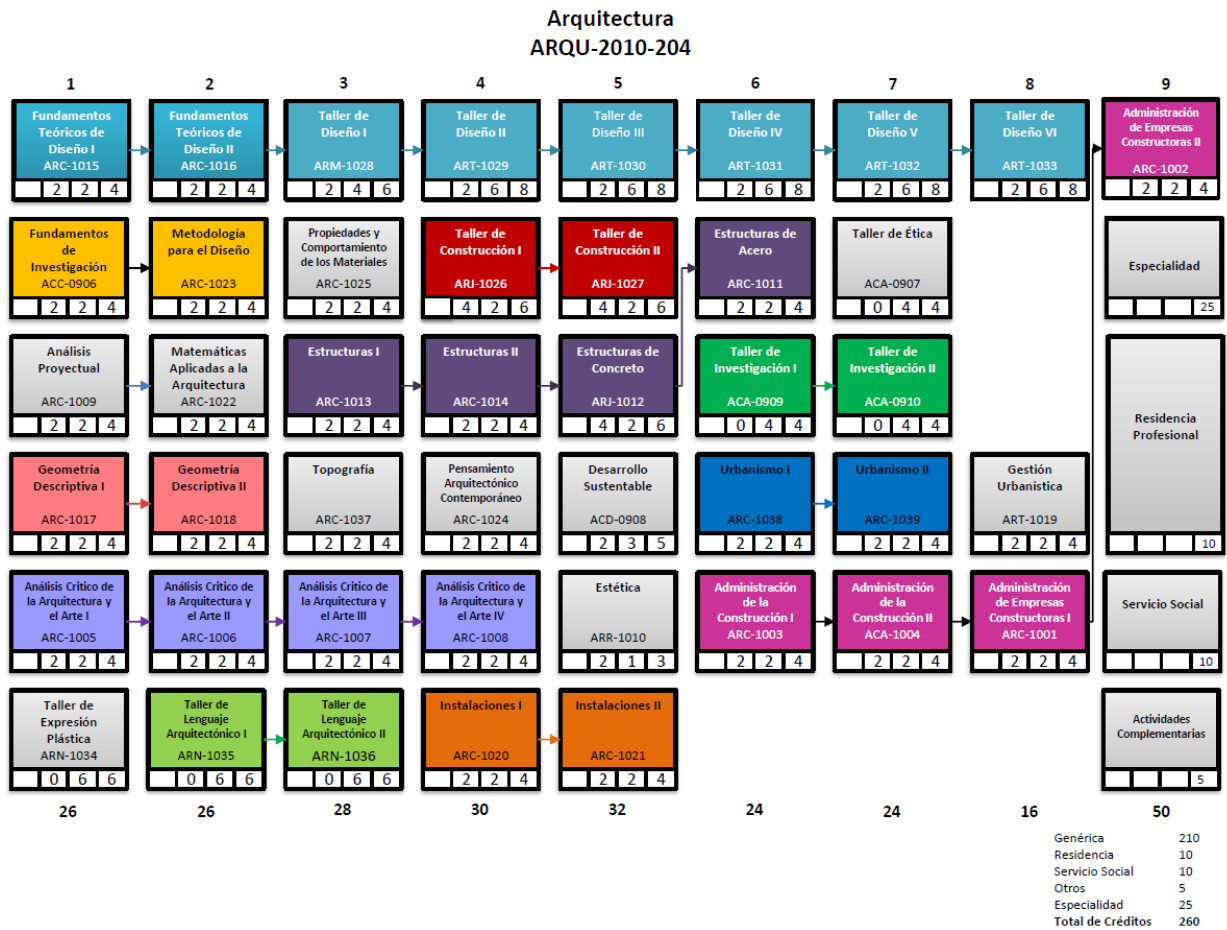 Arquitectura
ARQU-2010-204
1 2 3 4 5 6 7 8 9
Fundamentos
Teóricos de
Diseño I
ARC-1015
2 2 4
Fundamentos
Teóricos de
Diseño II
ARC-1016
2 2 4
Taller de
Diseño I
ARM-1028
2 4 6
Taller de
Diseño II
ART-1029
2 6 8
Taller de
Diseño III
ART-1030
2 6 8
Taller de
Diseño IV
ART-1031
2 6 8
Taller de
Diseño V
ART-1032
2 6 8
Taller de
Diseño VI
ART-1033
2 6 8
Administración
de Empresas
Constructoras II
ARC-1002
2 2 4
Fundamentos
de
Investigación
ACC-0906
2 2 4
Metodología
para el Diseño
ARC-1023
2 2 4
Propiedades y
Comportamiento
de los Materiales
ARC-1025
2 2 4
Taller de
Construcción I
ARJ-1026
4 2 6
Taller de
Construcción II
ARJ-1027
4 2 6
Estructuras de
Acero
ARC-1011
2 2 4
Taller de Ética
ACA-0907
0 4 4
Especialidad
25
Análisis
Proyectual
ARC-1009
2 2 4
Matemáticas
Aplicadas a la
Arquitectura
ARC-1022
2 2 4
Estructuras I
ARC-1013
2 2 4
Estructuras II
ARC-1014
2 2 4
Estructuras de
Concreto
ARJ-1012
4 2 6
Taller de
Investigación I
ACA-0909
0 4 4
Taller de
Investigación II
ACA-0910
0 4 4
Residencia
Profesional
10
Geometría
Descriptiva I
ARC-1017
2 2 4
Geometría
Descriptiva II
ARC-1018
2 2 4
Topografía
ARC-1037
2 2 4
Pensamiento
Arquitectónico
Contemporáneo
ARC-1024
2 2 4
Desarrollo
Sustentable
ACD-0908
2 3 5
Urbanismo I
ARC-1038
2 2 4
Urbanismo II
ARC-1039
2 2 4
Gestión
Urbanística
ART-1019
2 2 4
Análisis Critico de
la Arquitectura y
el Arte I
ARC-1005
2 2 4
Análisis Critico de
la Arquitectura y
el Arte II
ARC-1006
2 2 4
Análisis Critico de
la Arquitectura y
el Arte III
ARC-1007
2 2 4
Análisis Critico de
la Arquitectura y
el Arte IV
ARC-1008
2 2 4
Estética
ARR-1010
2 1 3
Administración
de la
Construcción I
ARC-1003
2 2 4
Administración
de la
Construcción II
ACA-1004
2 2 4
Administración
de Empresas
Constructoras I
ARC-1001
2 2 4
Servicio Social
10
Taller de
Expresión
Plástica
ARN-1034
0 6 6
Taller de
Lenguaje
Arquitectónico I
ARN-1035
0 6 6
Taller de
Lenguaje
Arquitectónico II
ARN-1036
0 6 6
Instalaciones I
ARC-1020
2 2 4
Instalaciones II
ARC-1021
2 2 4
Actividades
Complementarias
5
26 26 28 30 32 24 24 16 50
Genérica 210
Residencia 10
Servicio Social 10
Otros 5
Especialidad 25
Total de Créditos 260